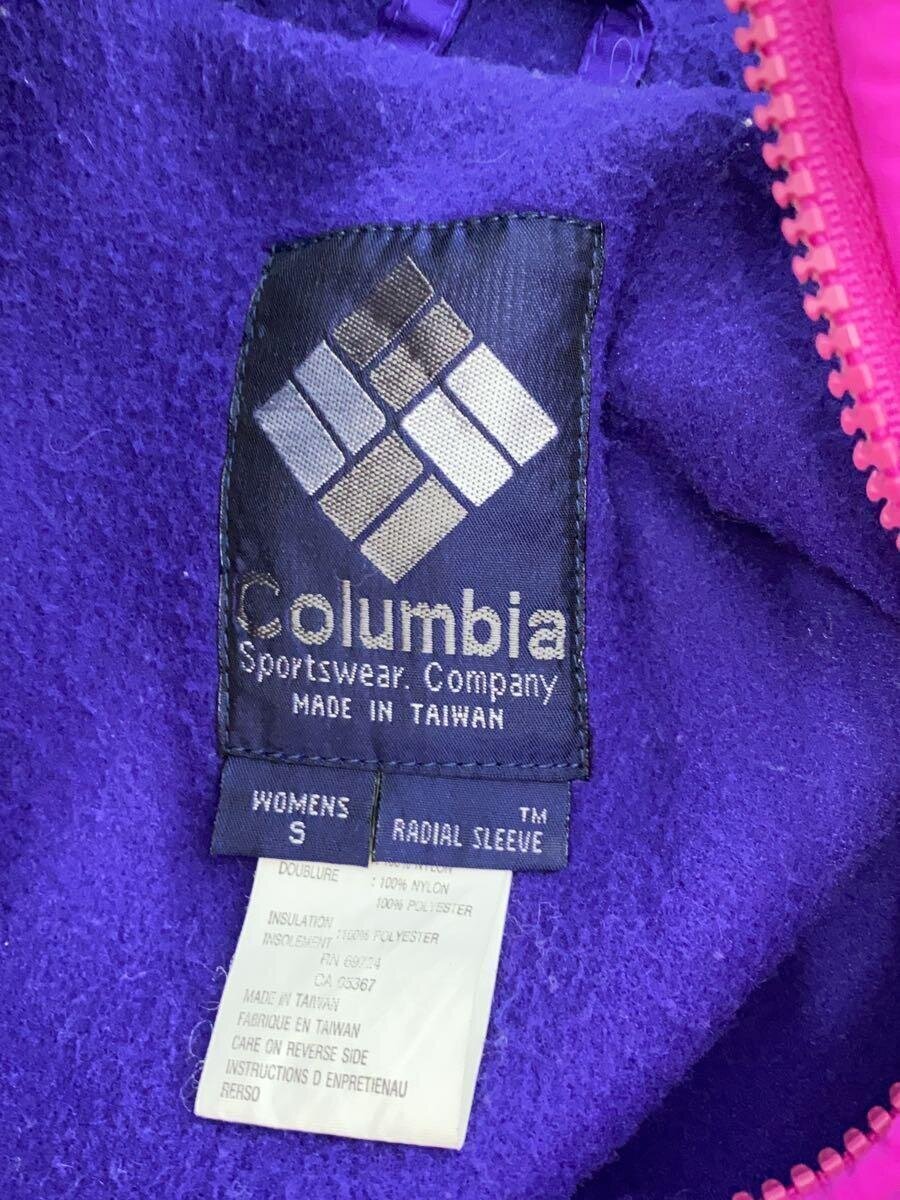 Columbia
Sportswear. Company
MADE IN TAIWAN
WOMENS
S
TM
RADIAL SLEEVE
DOUBLURE : 100% NYLON
100% POLYESTER
INSULATION
INSOLEMENT :100% POLYESTER
RN 69724
CA 05367
MADE IN TAIWAN
FABRIQUE EN TAIWAN
CARE ON REVERSE SIDE
INSTRUCTIONS D ENPRETIENAU
RERSO